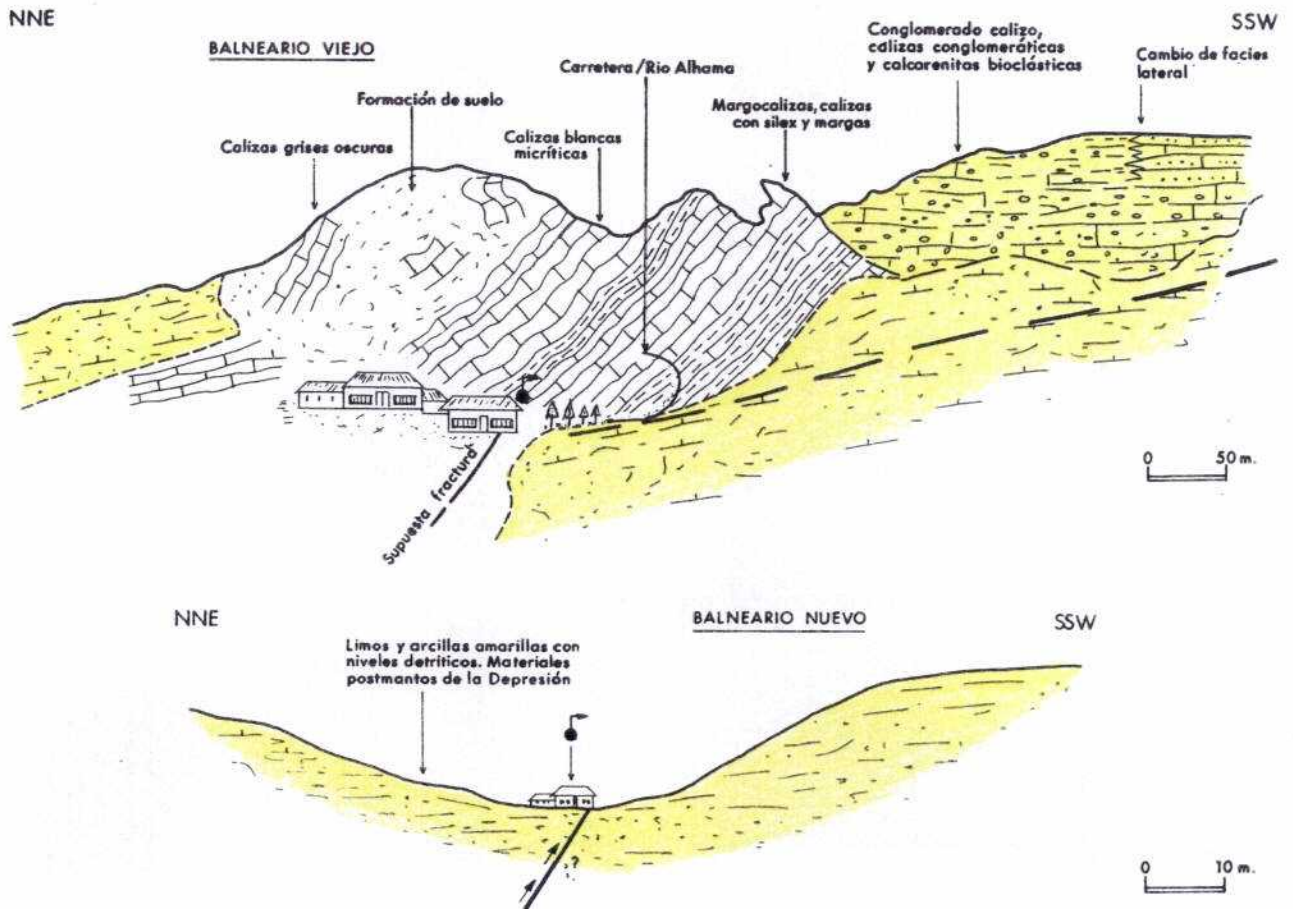 NNE
SSW
BALNEARIO VIEJO
Formación de suelo
Calizas grises oscuras
Carretera/Rio Alhama
Calizas blancas
micríticas
Margocalizas, calizas
con silex y margas
Conglomerado calizo,
calizas conglomeráticas
y calcarenitas bioclásticas
Cambio de facies
lateral
Supuesta fractura
0 50 m.
NNE
BALNEARIO NUEVO
SSW
Limos y arcillas amarillas con
niveles detríticos. Materiales
postmantos de la Depresión
?
0 10 m.